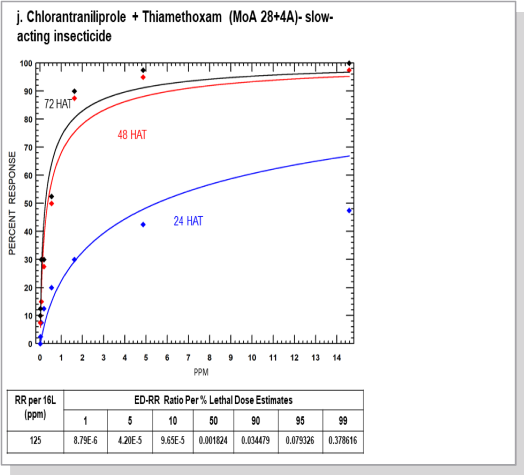 j. Chlorantraniliprole + Thiamethoxam (MoA 28+4A)- slow-
acting insecticide
100
90
80
70
60
50
40
30
20
10
0
PERCENT RESPONSE
72 HAT
48 HAT
24 HAT
0 1 2 3 4 5 6 7 8 9 10 11 12 13 14
PPM
RR per 16L
(ppm)
ED-RR Ratio Per % Lethal Dose Estimates
1 5 10 50 90 95 99
125 8.79E-6 4.20E-5 9.65E-5 0.001824 0.034479 0.079326 0.378616